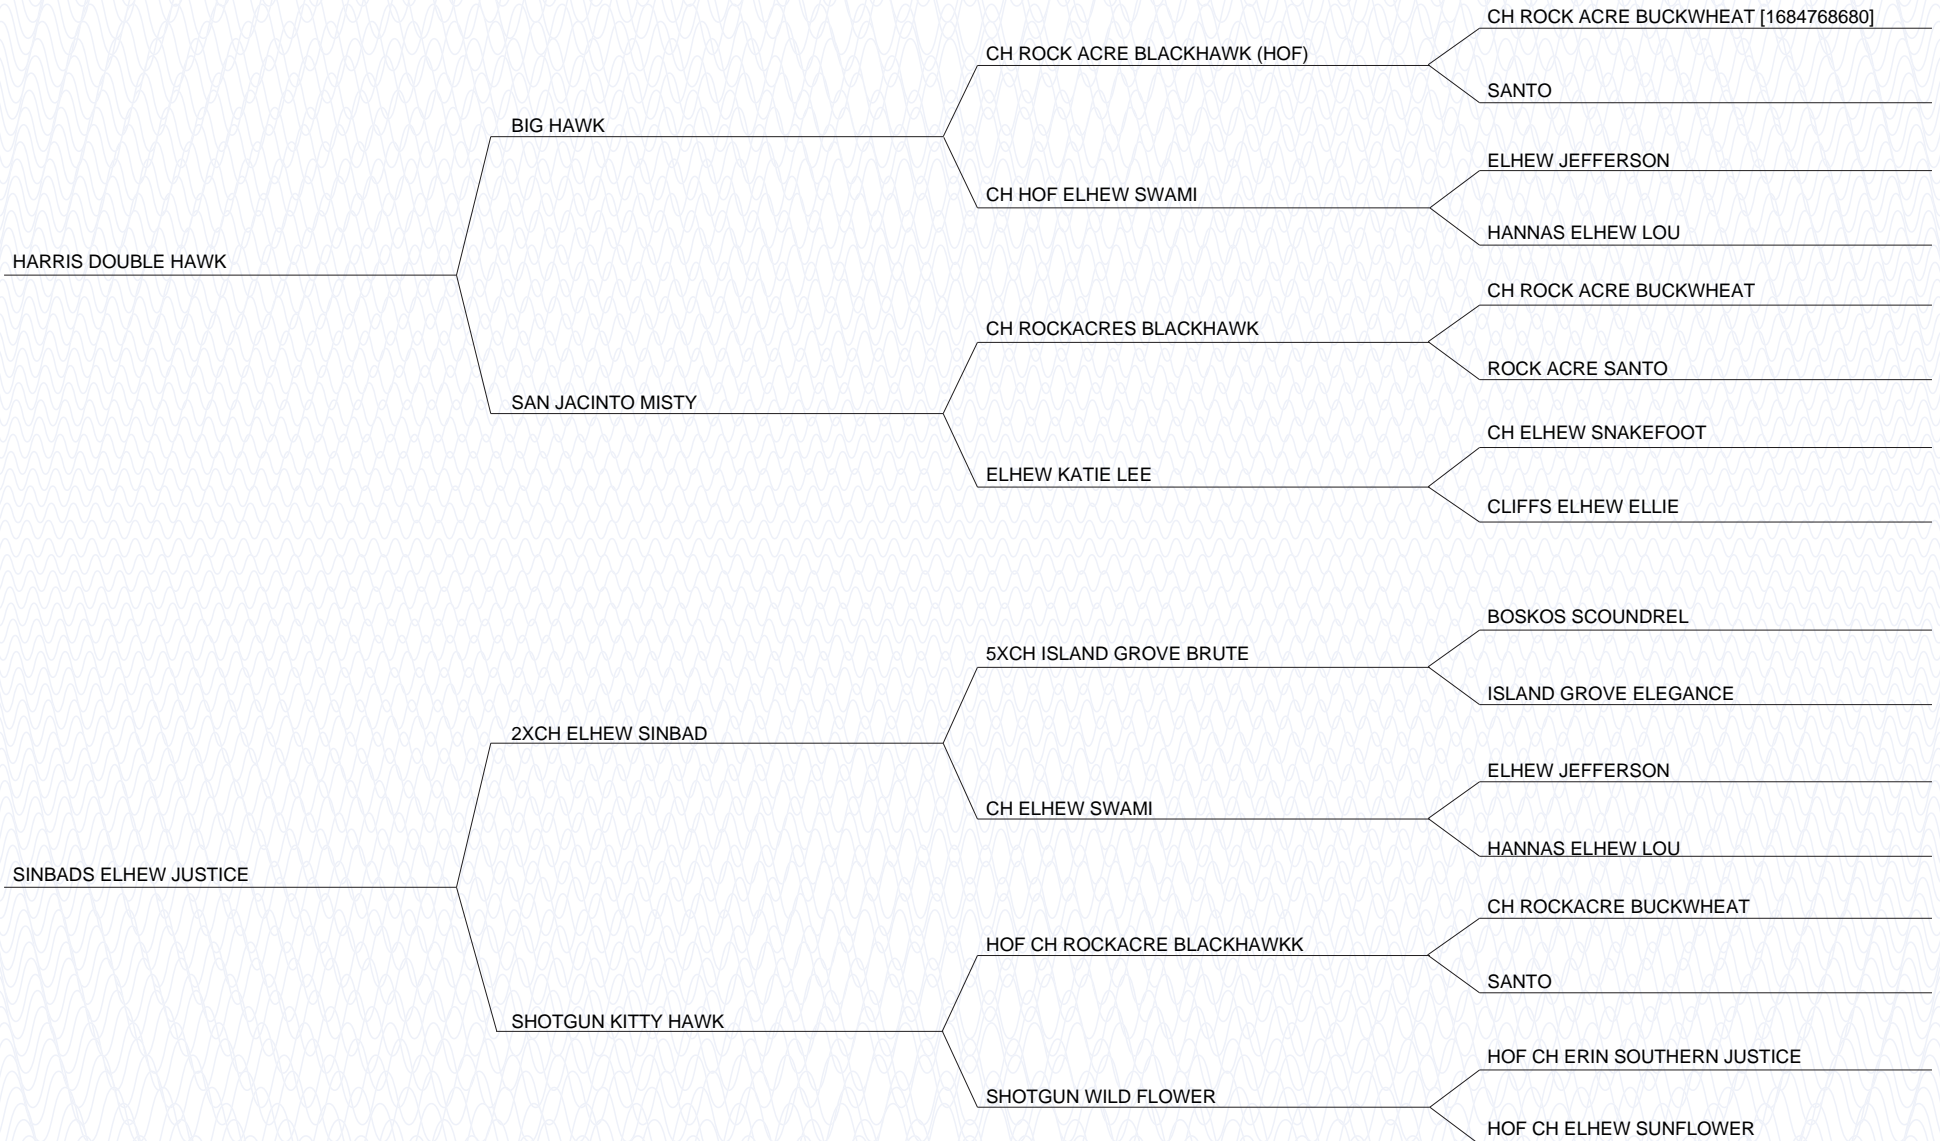 CH ROCK ACRE BUCKWHEAT [1684768680]
CH ROCK ACRE BLACKHAWK (HOF)
SANTO
BIG HAWK
ELHEW JEFFERSON
CH HOF ELHEW SWAMI
HANNAS ELHEW LOU
HARRIS DOUBLE HAWK
CH ROCK ACRE BUCKWHEAT
CH ROCKACRES BLACKHAWK
ROCK ACRE SANTO
SAN JACINTO MISTY
CH ELHEW SNAKEFOOT
ELHEW KATIE LEE
CLIFFS ELHEW ELLIE
BOSKOS SCOUNDREL
5XCH ISLAND GROVE BRUTE
ISLAND GROVE ELEGANCE
2XCH ELHEW SINBAD
ELHEW JEFFERSON
CH ELHEW SWAMI
HANNAS ELHEW LOU
SINBADS ELHEW JUSTICE
CH ROCKACRE BUCKWHEAT
HOF CH ROCKACRE BLACKHAWKK
SANTO
SHOTGUN KITTY HAWK
HOF CH ERIN SOUTHERN JUSTICE
SHOTGUN WILD FLOWER
HOF CH ELHEW SUNFLOWER